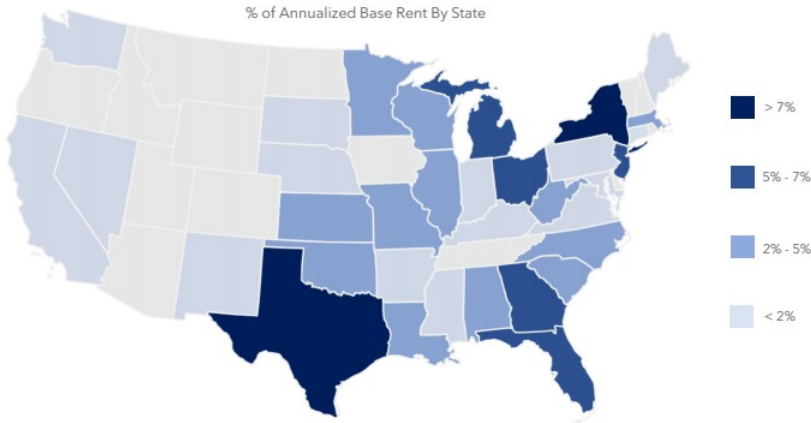 % of Annualized Base Rent By State
> 7%
5% - 7%
2% - 5%
< 2%